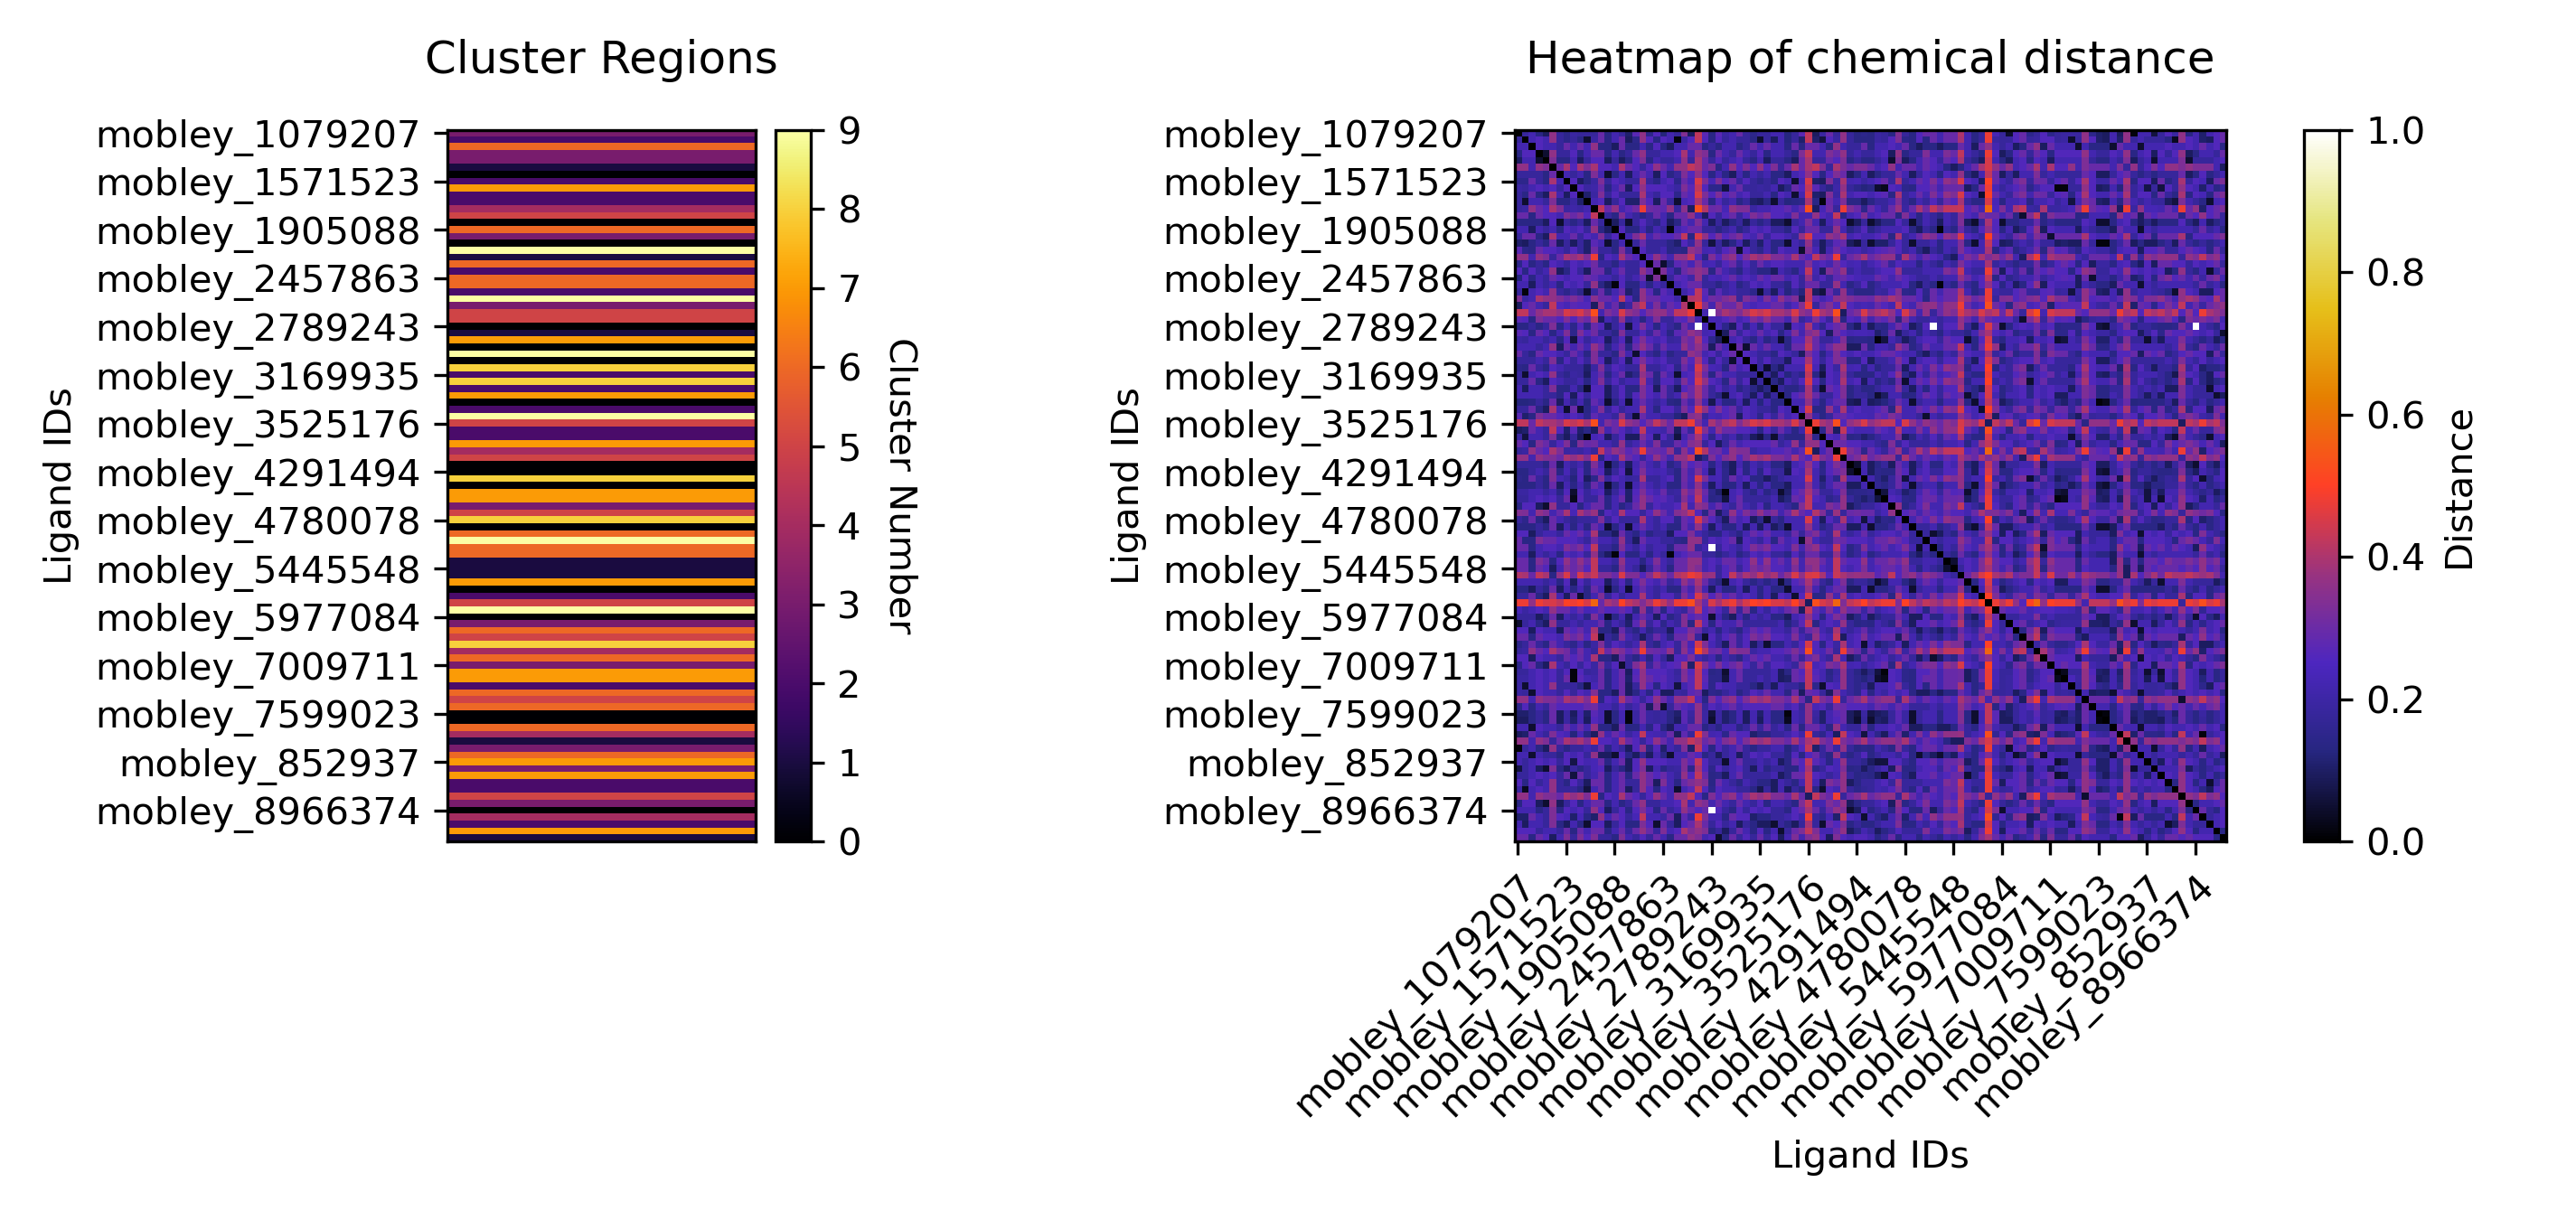 Cluster Regions
mobley_1079207
mobley_1571523
mobley_1905088
mobley_2457863
mobley_2789243
mobley_3169935
mobley_3525176
mobley_4291494
mobley_4780078
mobley_5445548
mobley_5977084
mobley_7009711
mobley_7599023
mobley_852937
mobley_8966374
Ligand IDs
9
8
7
6
5
4
3
2
1
0
Cluster Number
Heatmap of chemical distance
mobley_1079207
mobley_1571523
mobley_1905088
mobley_2457863
mobley_2789243
mobley_3169935
mobley_3525176
mobley_4291494
mobley_4780078
mobley_5445548
mobley_5977084
mobley_7009711
mobley_7599023
mobley_852937
mobley_8966374
Ligand IDs
mobley_1079207
mobley_1571523
mobley_1905088
mobley_2457863
mobley_2789243
mobley_3169935
mobley_3525176
mobley_4291494
mobley_4780078
mobley_5445548
mobley_5977084
mobley_7009711
mobley_7599023
mobley_852937
mobley_8966374
Ligand IDs
1.0
0.8
0.6
0.4
0.2
0.0
Distance